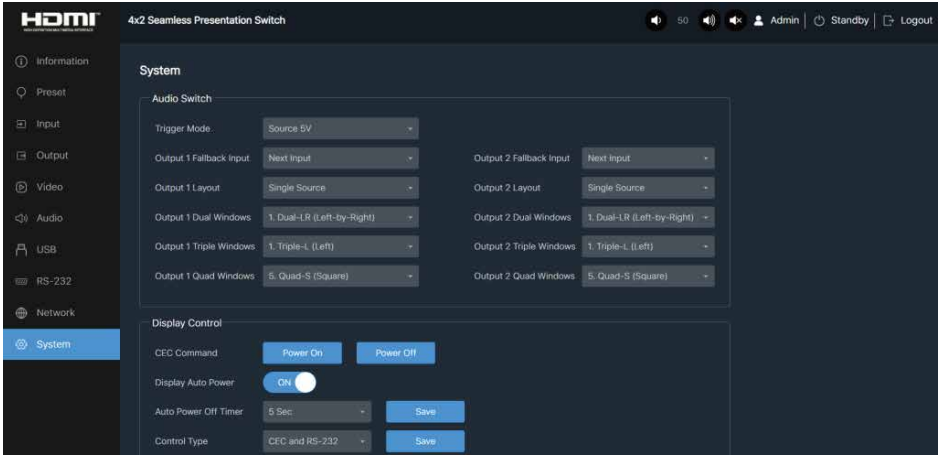 HDMI
HIGH-DEFINITION MULTIMEDIA INTERFACE
4x2 Seamless Presentation Switch
50
Admin
Standby
Logout
Information
Preset
Input
Output
Video
Audio
USB
RS-232
Network
System
System
Audio Switch
Trigger Mode Source 5V
Output 1 Fallback Input Next Input Output 2 Fallback Input Next Input
Output 1 Layout Single Source Output 2 Layout Single Source
Output 1 Dual Windows 1. Dual-LR (Left-by-Right) Output 2 Dual Windows 1. Dual-LR (Left-by-Right)
Output 1 Triple Windows 1. Triple-L (Left) Output 2 Triple Windows 1. Triple-L (Left)
Output 1 Quad Windows 5. Quad-S (Square) Output 2 Quad Windows 5. Quad-S (Square)
Display Control
CEC Command Power On Power Off
Display Auto Power ON
Auto Power Off Timer 5 Sec Save
Control Type CEC and RS-232 Save